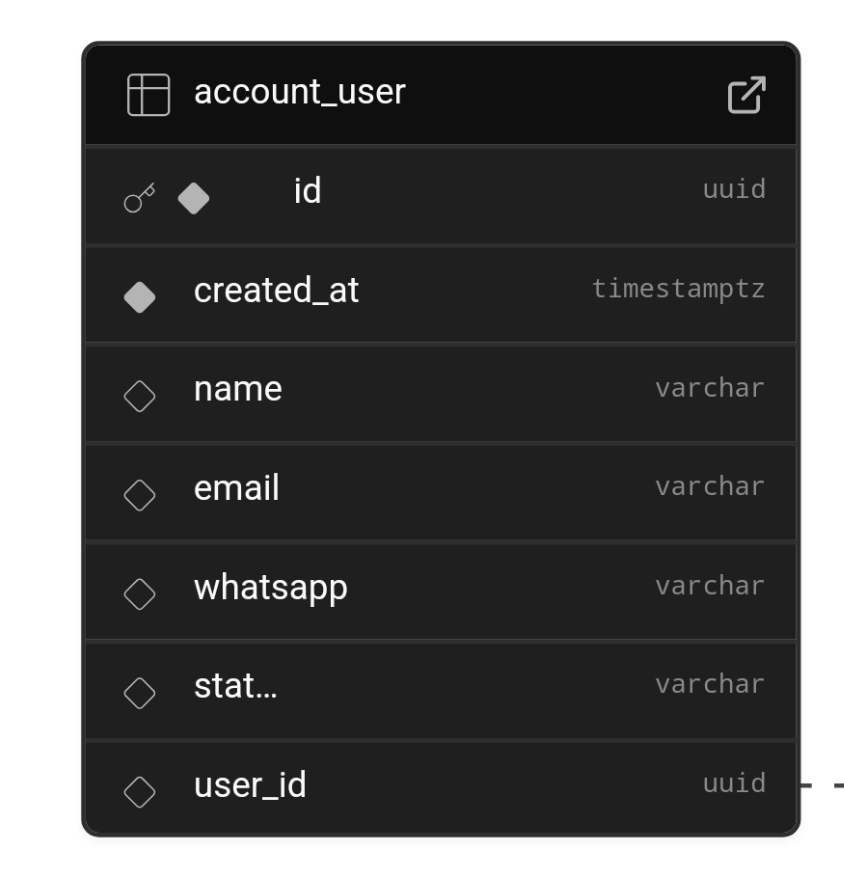 account_user
id uuid
created_at timestamptz
name varchar
email varchar
whatsapp varchar
stat... varchar
user_id uuid